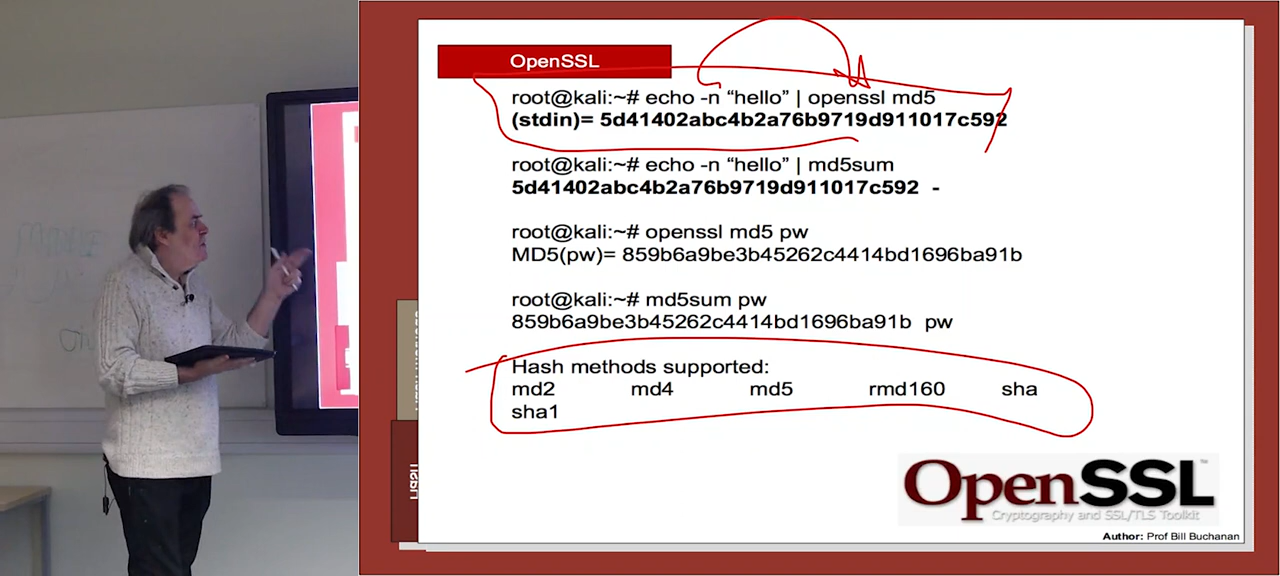 OpenSSL
root@kali:~# echo -n “hello” | openssl md5
(stdin)= 5d41402abc4b2a76b9719d911017c592
root@kali:~# echo -n “hello” | md5sum
5d41402abc4b2a76b9719d911017c592  -
root@kali:~# openssl md5 pw
MD5(pw)= 859b6a9be3b45262c4414bd1696ba91b
root@kali:~# md5sum pw
859b6a9be3b45262c4414bd1696ba91b  pw
Hash methods supported:
md2 md4 md5 rmd160 sha
sha1
OpenSSL™
Cryptography and SSL/TLS Toolkit
Author: Prof Bill Buchanan